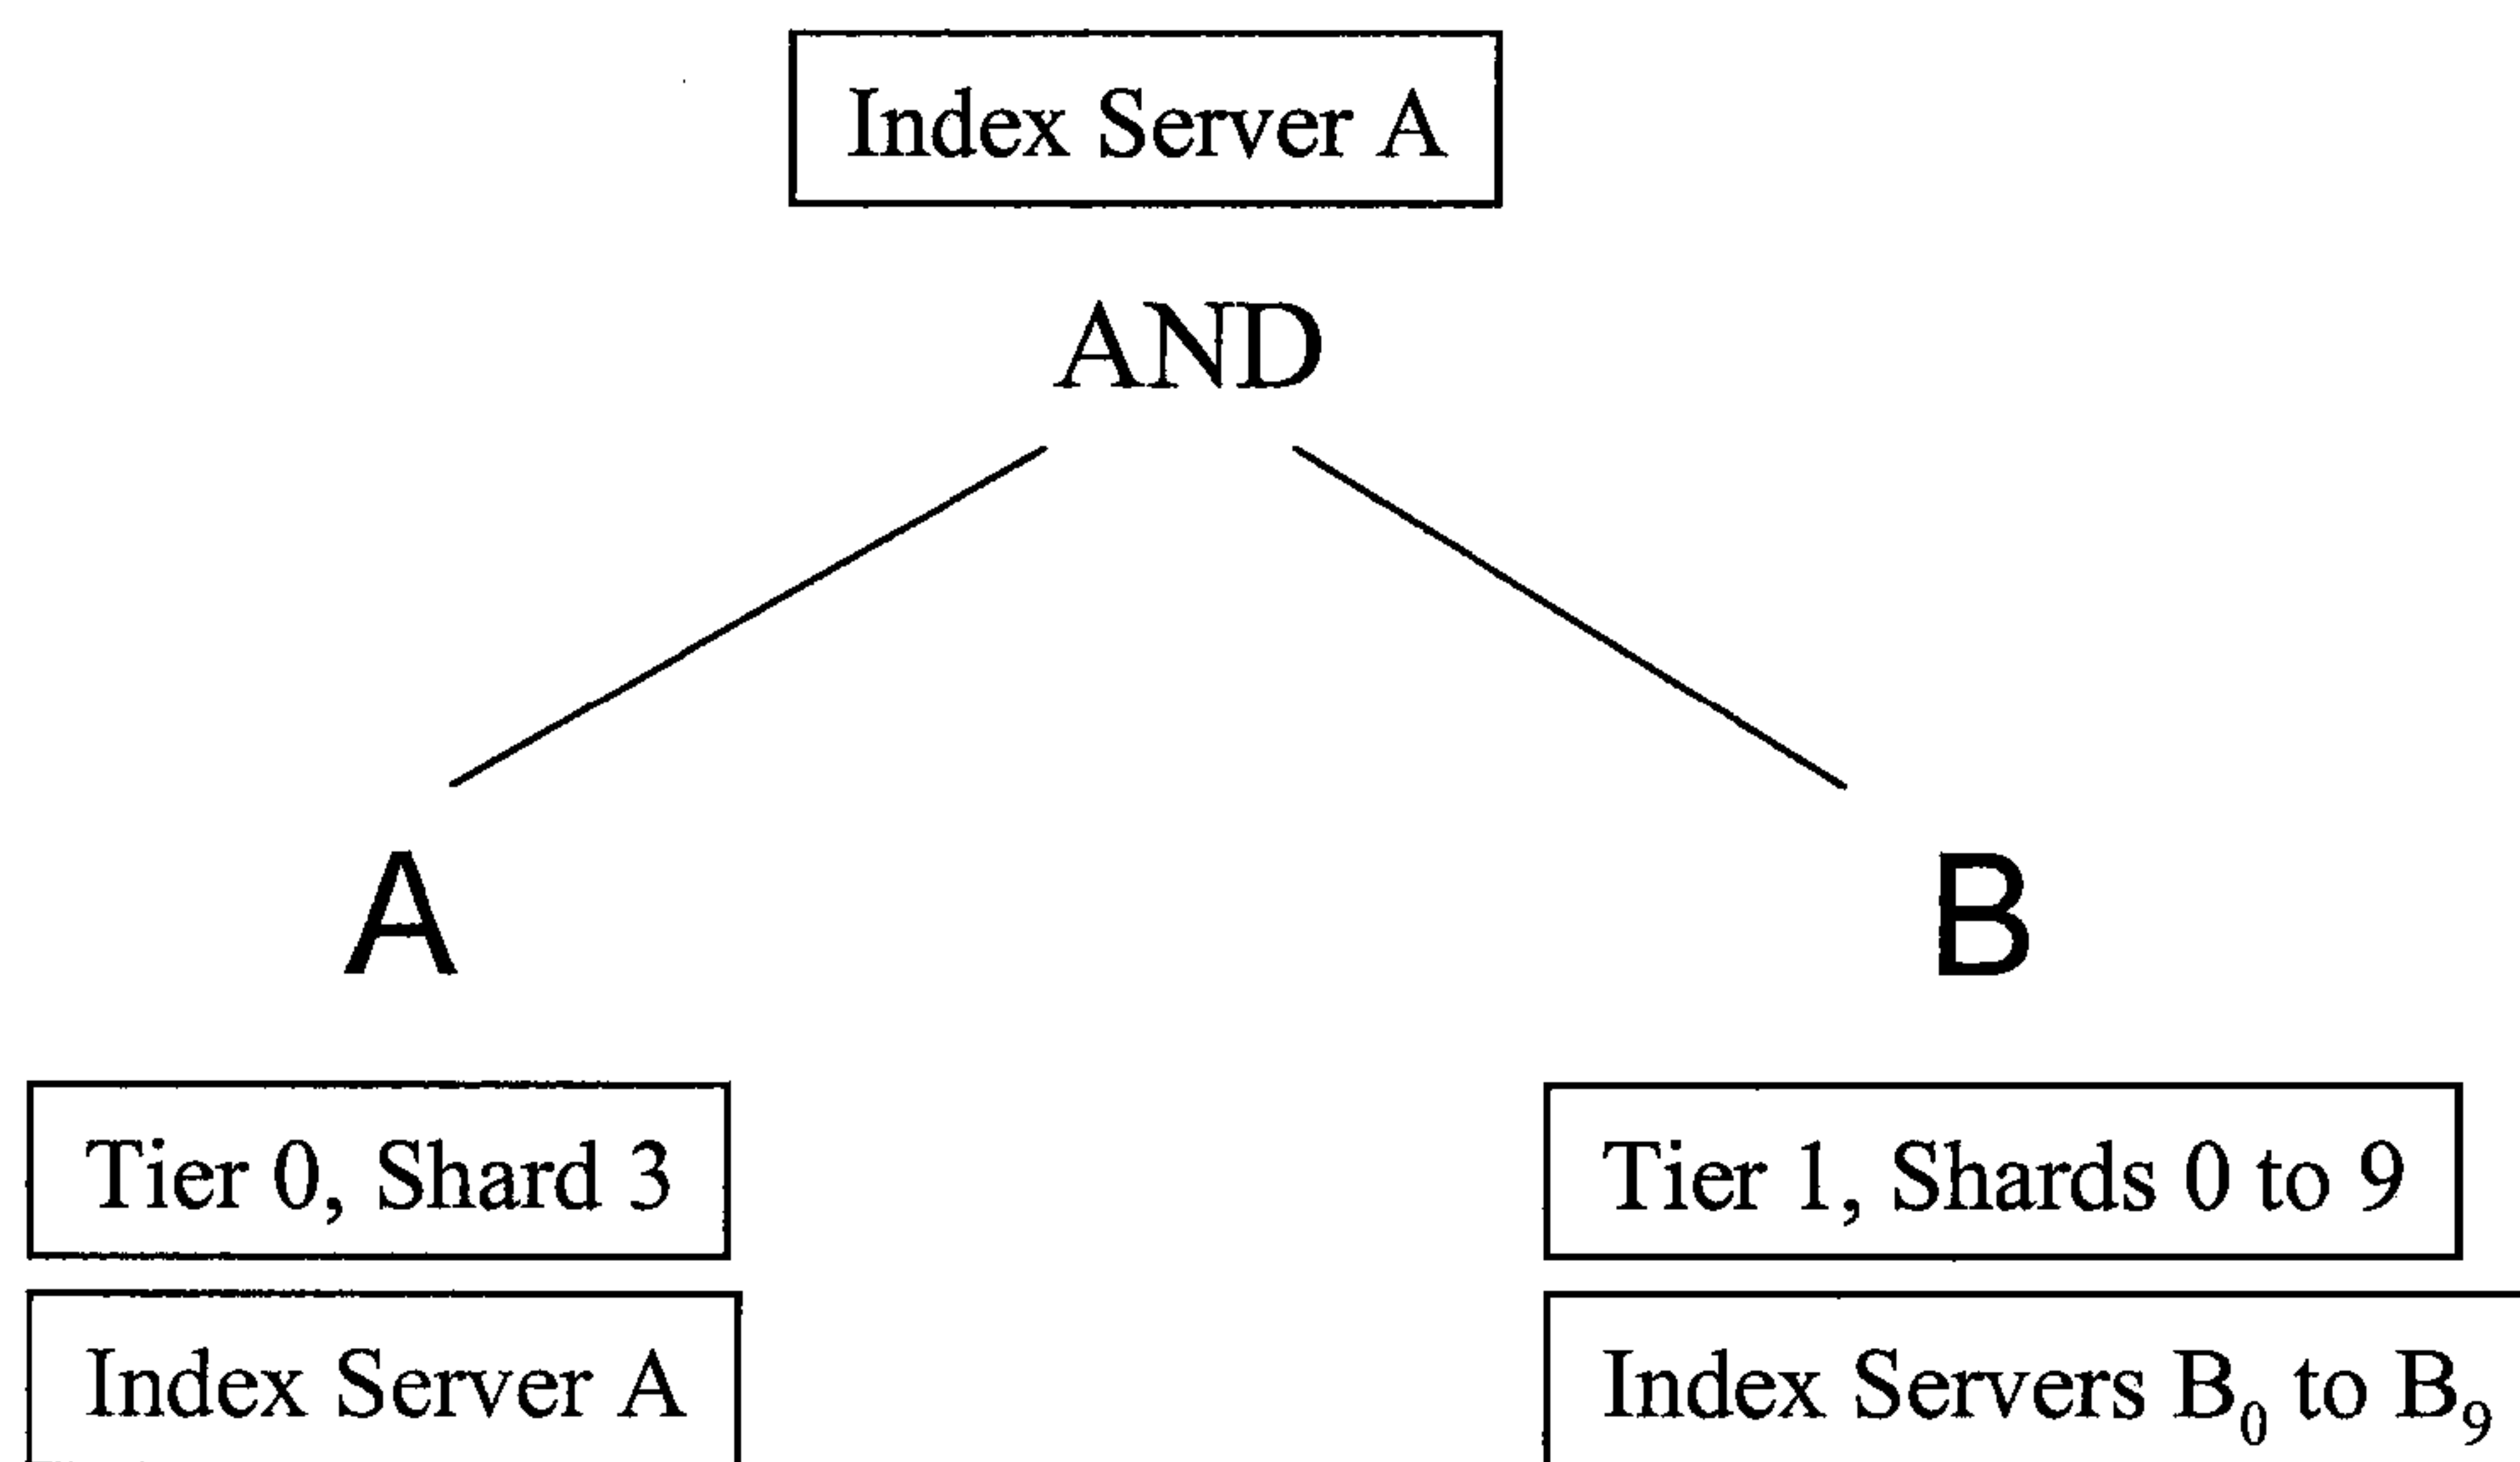 Index Server A
AND
A
B
Tier 0, Shard 3
Tier 1, Shards 0 to 9
Index Server A
Index Servers B₀ to B₉